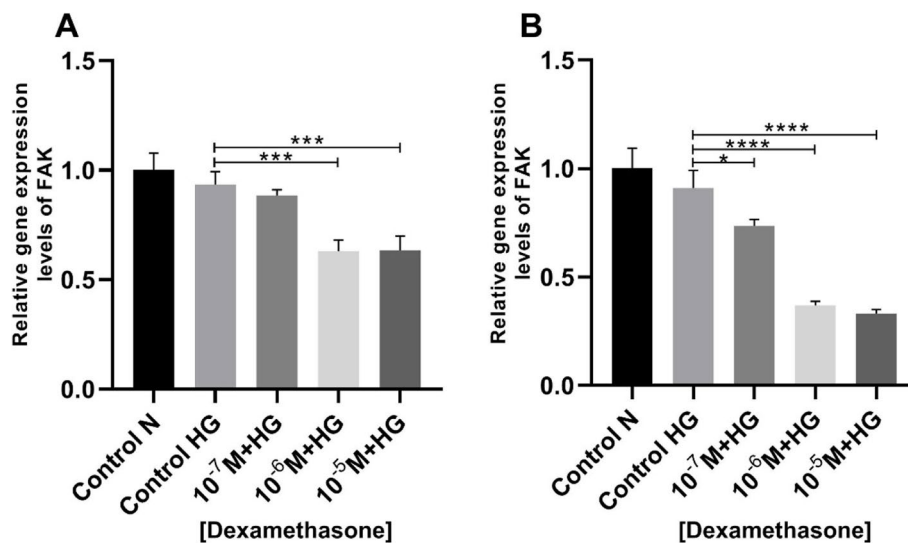 A
Relative gene expression
levels of FAK
1.5
1.0
0.5
0.0
***
***
Control N
Control HG
10⁻⁷M+HG
10⁻⁶M+HG
10⁻⁵M+HG
[Dexamethasone]
B
Relative gene expression
levels of FAK
1.5
1.0
0.5
0.0
****
****
*
Control N
Control HG
10⁻⁷M+HG
10⁻⁶M+HG
10⁻⁵M+HG
[Dexamethasone]